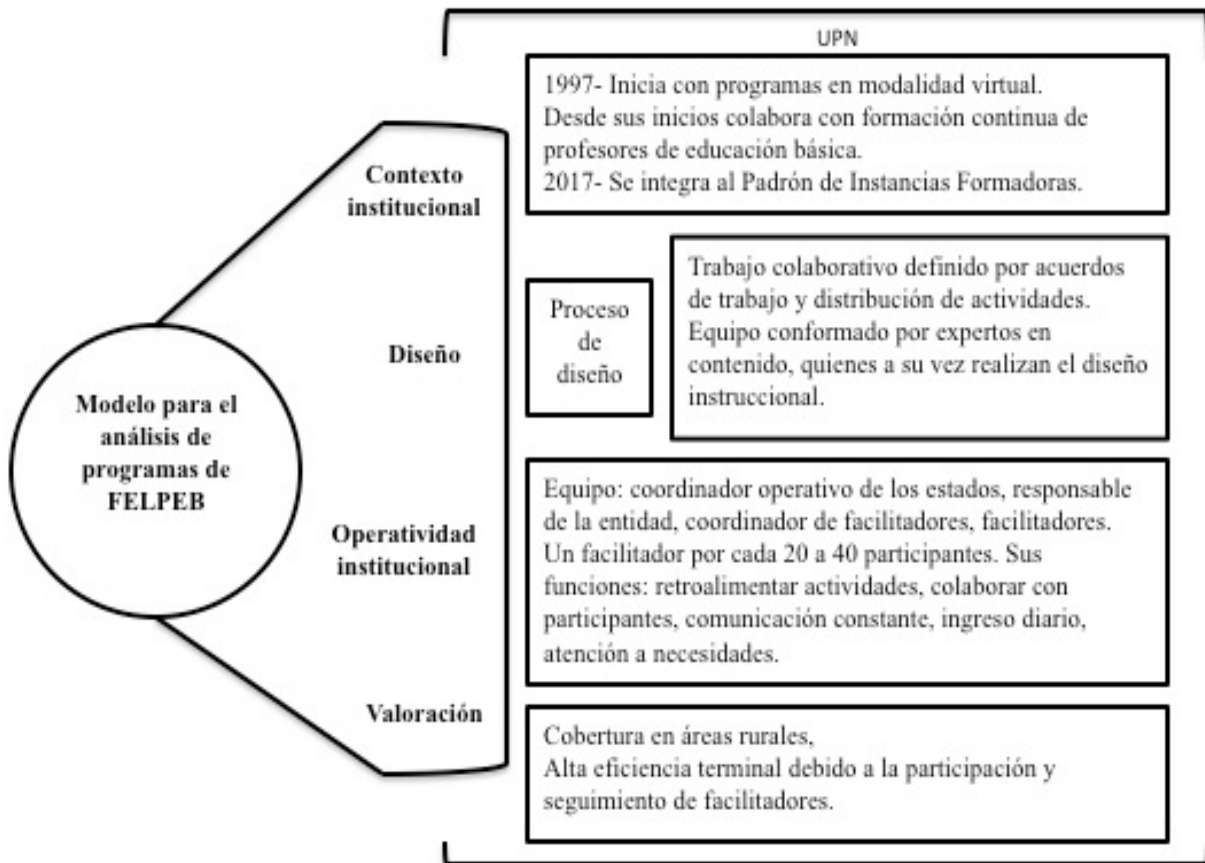 UPN
1997- Inicia con programas en modalidad virtual.
Desde sus inicios colabora con formación continua de
profesores de educación básica.
2017- Se integra al Padrón de Instancias Formadoras.
Contexto
institucional
Trabajo colaborativo definido por acuerdos
de trabajo y distribución de actividades.
Equipo conformado por expertos en
contenido, quienes a su vez realizan el diseño
instruccional.
Proceso
de
diseño
Diseño
Modelo para el
análisis de
programas de
FELPEB
Equipo: coordinador operativo de los estados, responsable
de la entidad, coordinador de facilitadores, facilitadores.
Un facilitador por cada 20 a 40 participantes. Sus
funciones: retroalimentar actividades, colaborar con
participantes, comunicación constante, ingreso diario,
atención a necesidades.
Operatividad
institucional
Valoración
Cobertura en áreas rurales,
Alta eficiencia terminal debido a la participación y
seguimiento de facilitadores.